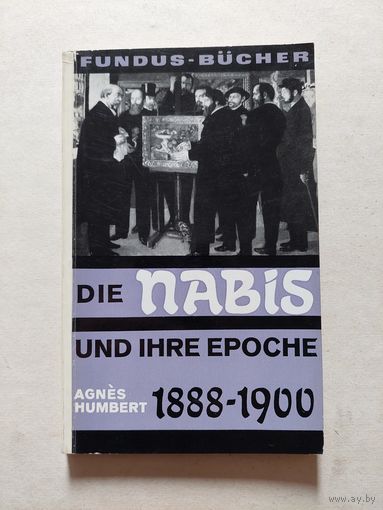 FUNDUS-BÜCHER
DIE NABIS
UND IHRE EPOCHE
AGNÈS
HUMBERT 1888-1900
www.ay.by